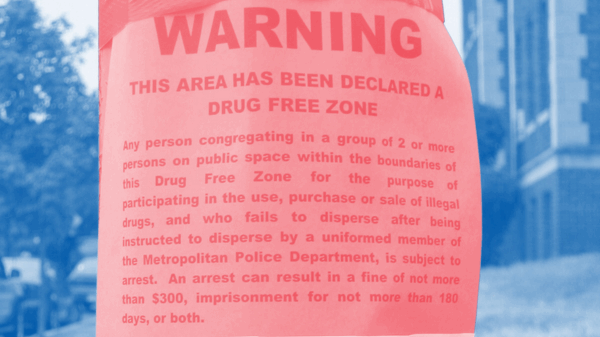 WARNING
THIS AREA HAS BEEN DECLARED A
DRUG FREE ZONE
Any person congregating in a group of 2 or more
persons on public space within the boundaries of
this Drug Free Zone for the purpose of
participating in the use, purchase or sale of illegal
drugs, and who fails to disperse after being
instructed to disperse by a uniformed member of
the Metropolitan Police Department, is subject to
arrest. An arrest can result in a fine of not more
than $300, imprisonment for not more than 180
days, or both.